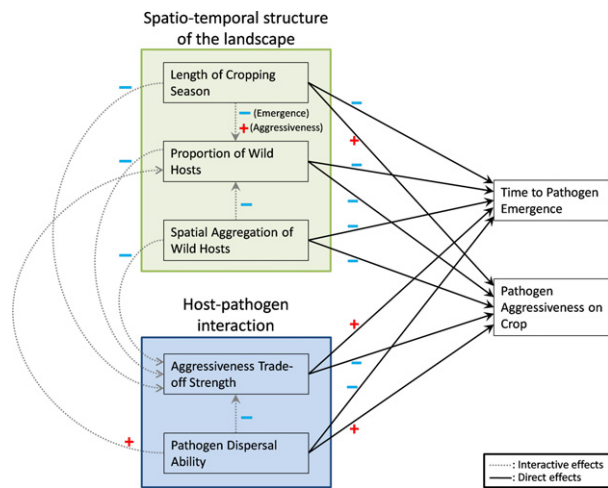 Spatio-temporal structure
of the landscape
Length of Cropping
Season
− (Emergence)
+ (Aggressiveness)
Proportion of Wild
Hosts
−
Spatial Aggregation of
Wild Hosts
−
−
−
−
+
−
−
−
Time to Pathogen
Emergence
Pathogen
Aggressiveness on
Crop
Host-pathogen
interaction
Aggressiveness Trade-
off Strength
−
Pathogen Dispersal
Ability
+
+
−
−
+
: Interactive effects
: Direct effects